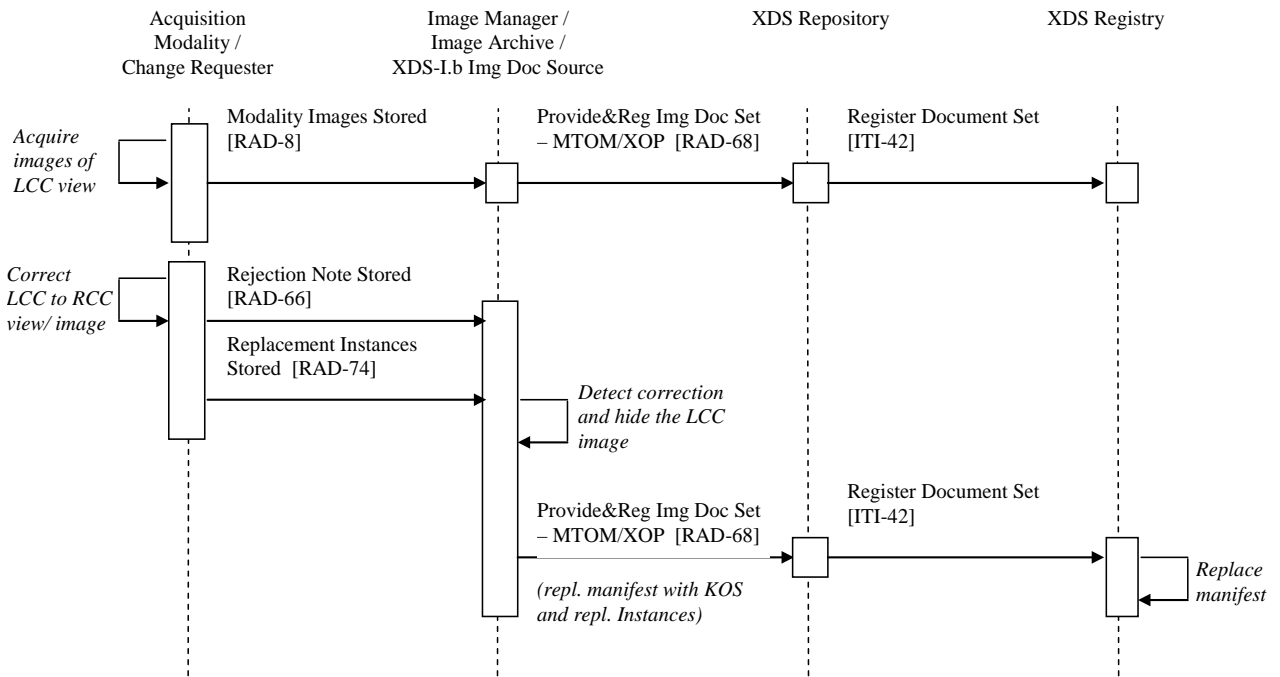 Acquisition
Modality /
Change Requester
Image Manager /
Image Archive /
XDS-I.b Img Doc Source
XDS Repository
XDS Registry
Acquire
images of
LCC view
Modality Images Stored
[RAD-8]
Provide&Reg Img Doc Set
– MTOM/XOP [RAD-68]
Register Document Set
[ITI-42]
Correct
LCC to RCC
view/ image
Rejection Note Stored
[RAD-66]
Replacement Instances
Stored [RAD-74]
Detect correction
and hide the LCC
image
Provide&Reg Img Doc Set
– MTOM/XOP [RAD-68]
(repl. manifest with KOS
and repl. Instances)
Register Document Set
[ITI-42]
Replace
manifest